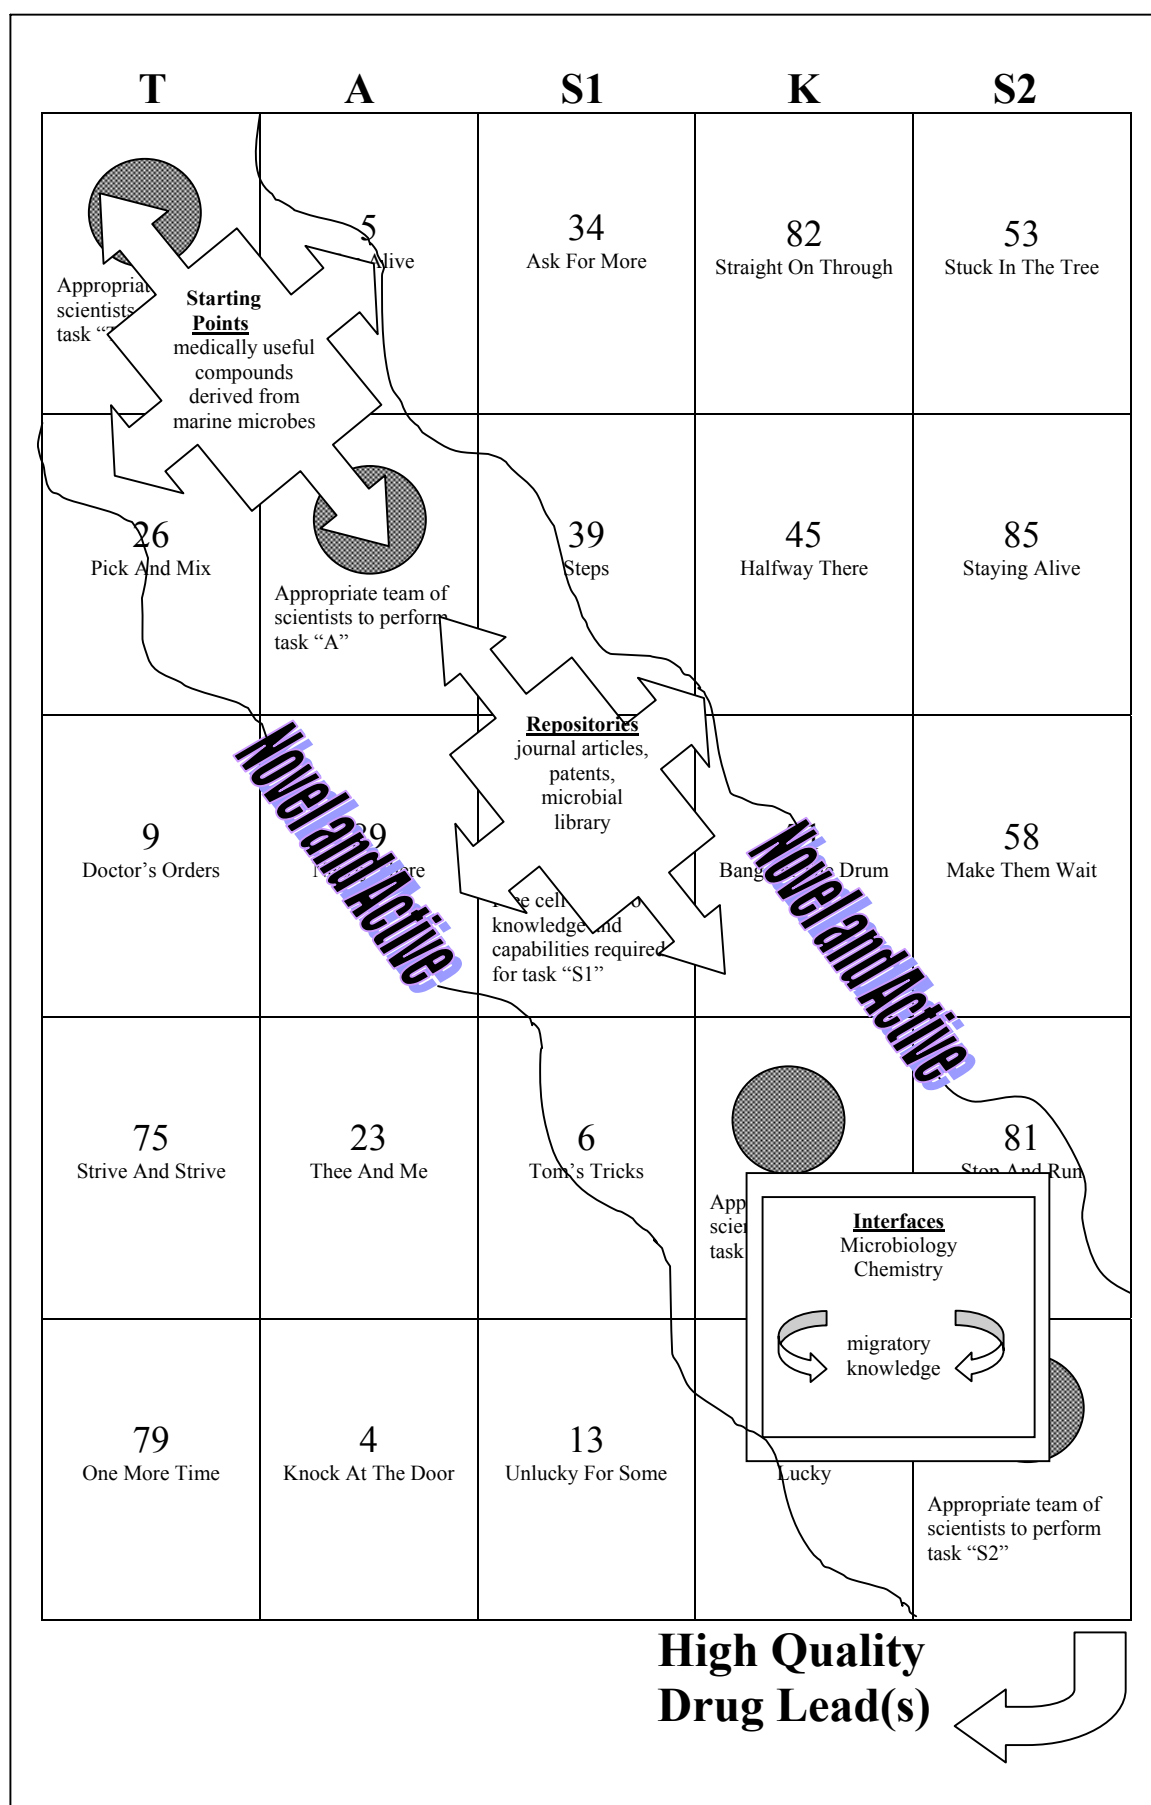 T A S1 K S2
5
Alive
34
Ask For More
82
Straight On Through
53
Stuck In The Tree
scientists
task
Starting
Points
medically useful
compounds
derived from
marine microbes
26
Pick And Mix
Appropriate team of
scientists to perform
task “A”
39
Steps
45
Halfway There
85
Staying Alive
Repositories
journal articles,
patents,
microbial
library
9
Doctor’s Orders
Novel and Active
cell
knowledge and
capabilities required
for task “S1”
Drum
Novel and Active
58
Make Them Wait
75
Strive And Strive
23
Thee And Me
6
Tom’s Tricks
task
81
Stop And Run
Interfaces
Microbiology
Chemistry
migratory
knowledge
79
One More Time
4
Knock At The Door
13
Unlucky For Some
Lucky
Appropriate team of
scientists to perform
task “S2”
High Quality
Drug Lead(s)